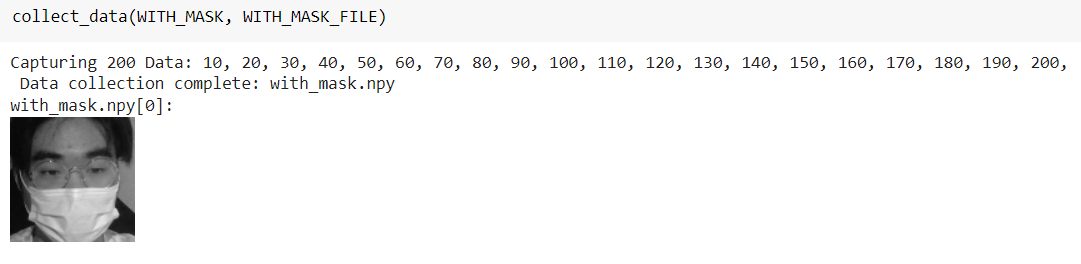 collect_data(WITH_MASK, WITH_MASK_FILE)
Capturing 200 Data: 10, 20, 30, 40, 50, 60, 70, 80, 90, 100, 110, 120, 130, 140, 150, 160, 170, 180, 190, 200,
Data collection complete: with_mask.npy
with_mask.npy[0]: